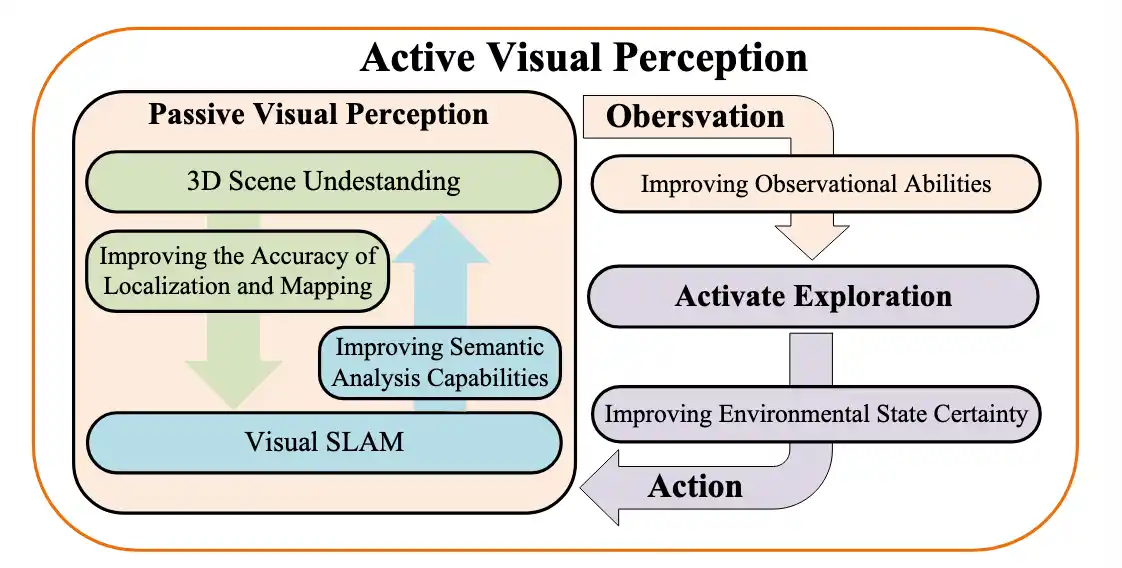 Active Visual Perception
Passive Visual Perception
3D Scene Undestanding
Improving the Accuracy of
Localization and Mapping
Improving Semantic
Analysis Capabilities
Visual SLAM
Obersvation
Improving Observational Abilities
Activate Exploration
Improving Environmental State Certainty
Action